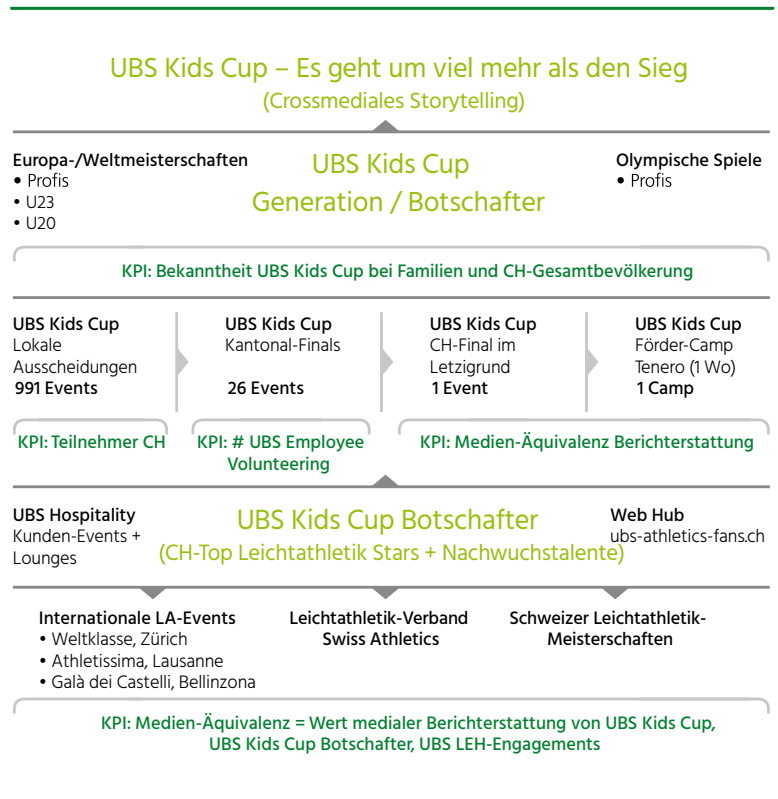 UBS Kids Cup – Es geht um viel mehr als den Sieg
(Crossmediales Storytelling)
Europa-/Weltmeisterschaften
• Profis
• U23
• U20
UBS Kids Cup
Generation / Botschafter
Olympische Spiele
• Profis
KPI: Bekanntheit UBS Kids Cup bei Familien und CH-Gesamtbevölkerung
UBS Kids Cup
Lokale
Ausscheidungen
991 Events
UBS Kids Cup
Kantonal-Finals
26 Events
UBS Kids Cup
CH-Final im
Letzigrund
1 Event
UBS Kids Cup
Förder-Camp
Tenero (1 Wo)
1 Camp
KPI: Teilnehmer CH
KPI: # UBS Employee
Volunteering
KPI: Medien-Äquivalenz Berichterstattung
UBS Hospitality
Kunden-Events +
Lounges
UBS Kids Cup Botschafter
(CH-Top Leichtathletik Stars + Nachwuchstalente)
Web Hub
ubs-athletics-fans.ch
Internationale LA-Events
• Weltklasse, Zürich
• Athletissima, Lausanne
• Galà dei Castelli, Bellinzona
Leichtathletik-Verband
Swiss Athletics
Schweizer Leichtathletik-
Meisterschaften
KPI: Medien-Äquivalenz = Wert medialer Berichterstattung von UBS Kids Cup,
UBS Kids Cup Botschafter, UBS LEH-Engagements